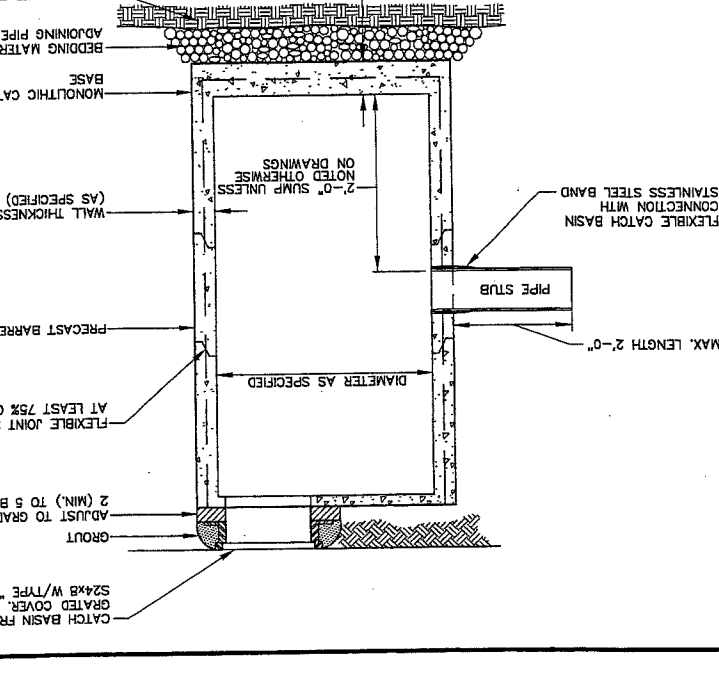 CATCH BASIN FR
GRATED COVER.
S24x8 W/TYPE "
GROUT
ADJUST TO GRAD
2 (MIN.) TO 5 B
FLEXIBLE JOINT
AT LEAST 75%
DIAMETER AS SPECIFIED
MAX. LENGTH 2'-0"
PRECAST BARRE
PIPE STUB
FLEXIBLE CATCH BASIN
CONNECTION WITH
STAINLESS STEEL BAND
WALL THICKNESS
(AS SPECIFIED)
2'-0" SUMP UNLESS
NOTED OTHERWISE
ON DRAWINGS
MONOLITHIC CA
BASE
BEDDING MATER
ADJOINING PIPE